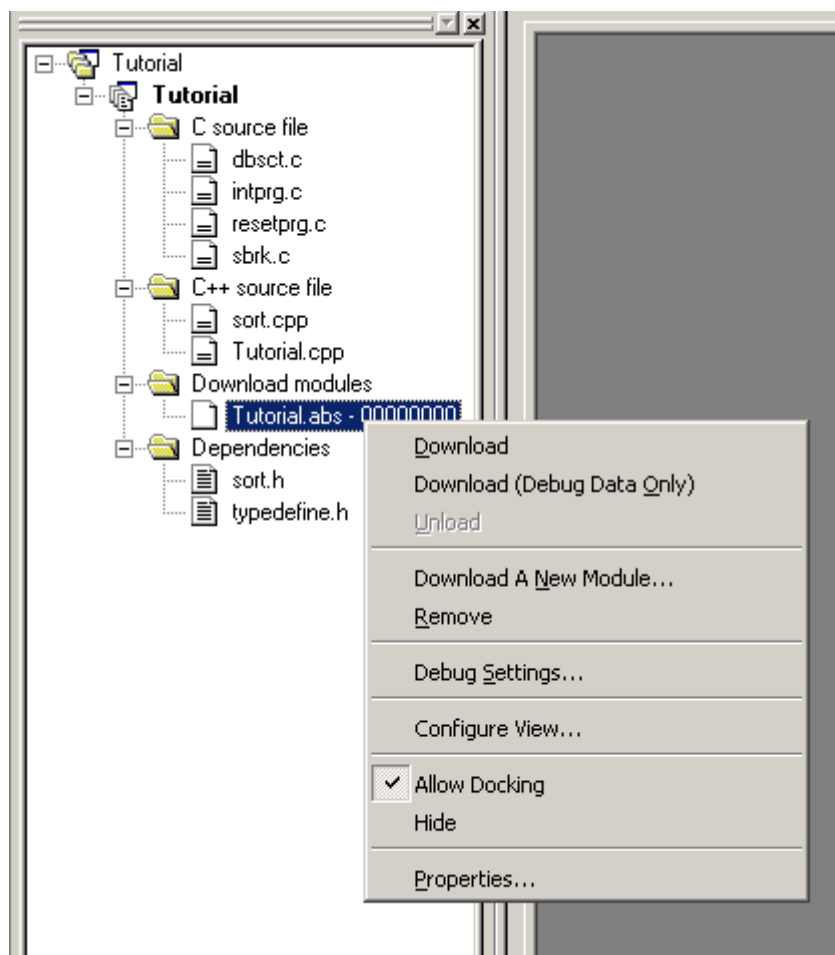 Tutorial
Tutorial
C source file
dbsct.c
intprg.c
resetprg.c
sbrk.c
C++ source file
sort.cpp
Tutorial.cpp
Download modules
Tutorial.abs - 00000000
Dependencies
sort.h
typedefine.h
Download
Download (Debug Data Only)
Unload
Download A New Module...
Remove
Debug Settings...
Configure View...
Allow Docking
Hide
Properties...